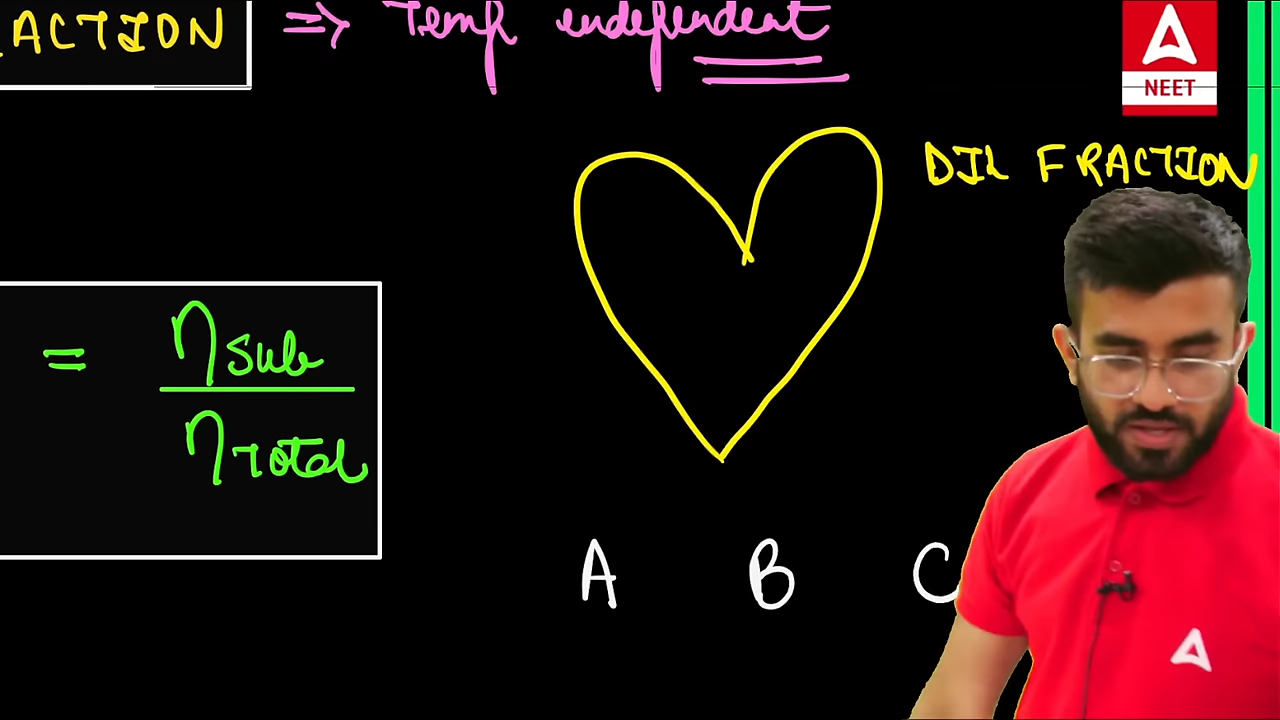 ACTION ⇒ Temp independent
NEET
DIL FRACTION
= ηsub
ηTotal
A B C